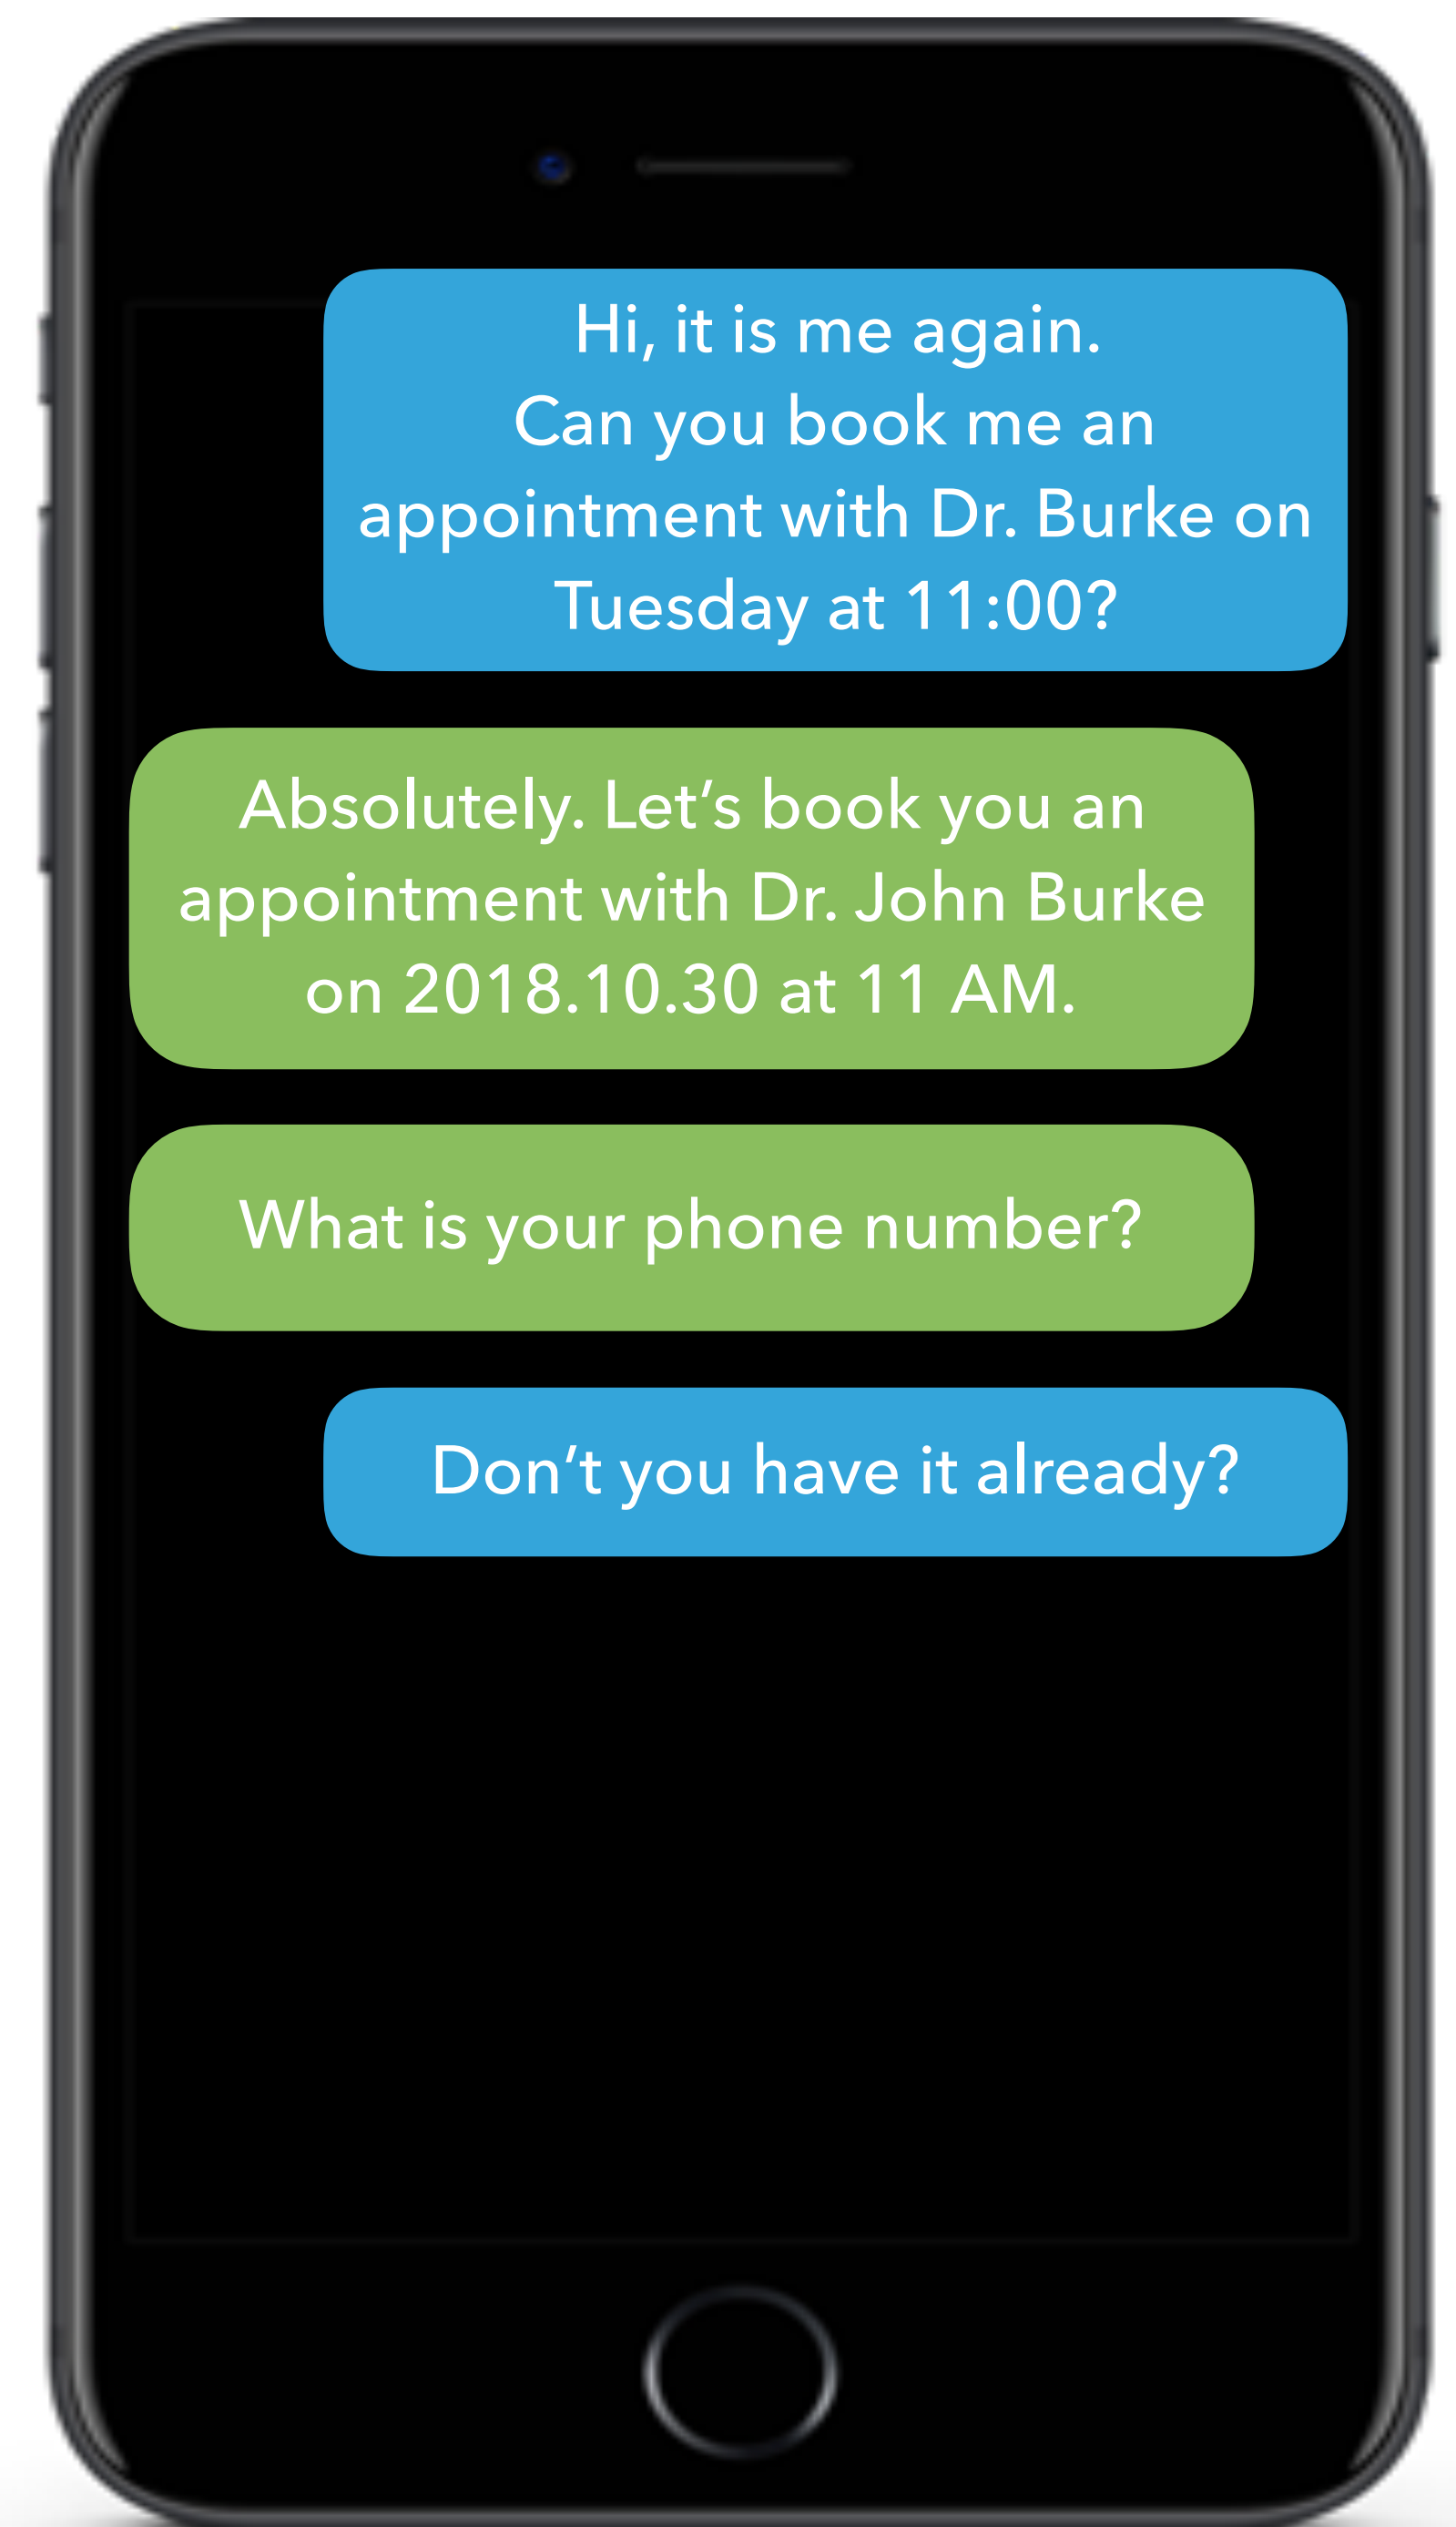 Hi, it is me again.
Can you book me an
appointment with Dr. Burke on
Tuesday at 11:00?
Absolutely. Let’s book you an
appointment with Dr. John Burke
on 2018.10.30 at 11 AM.
What is your phone number?
Don’t you have it already?